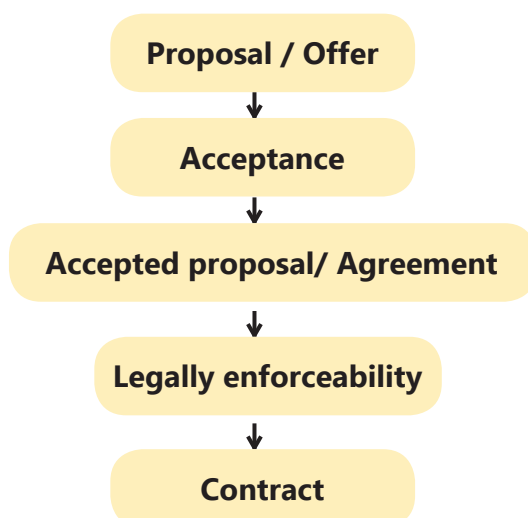 Proposal / Offer
Acceptance
Accepted proposal/ Agreement
Legally enforceability
Contract